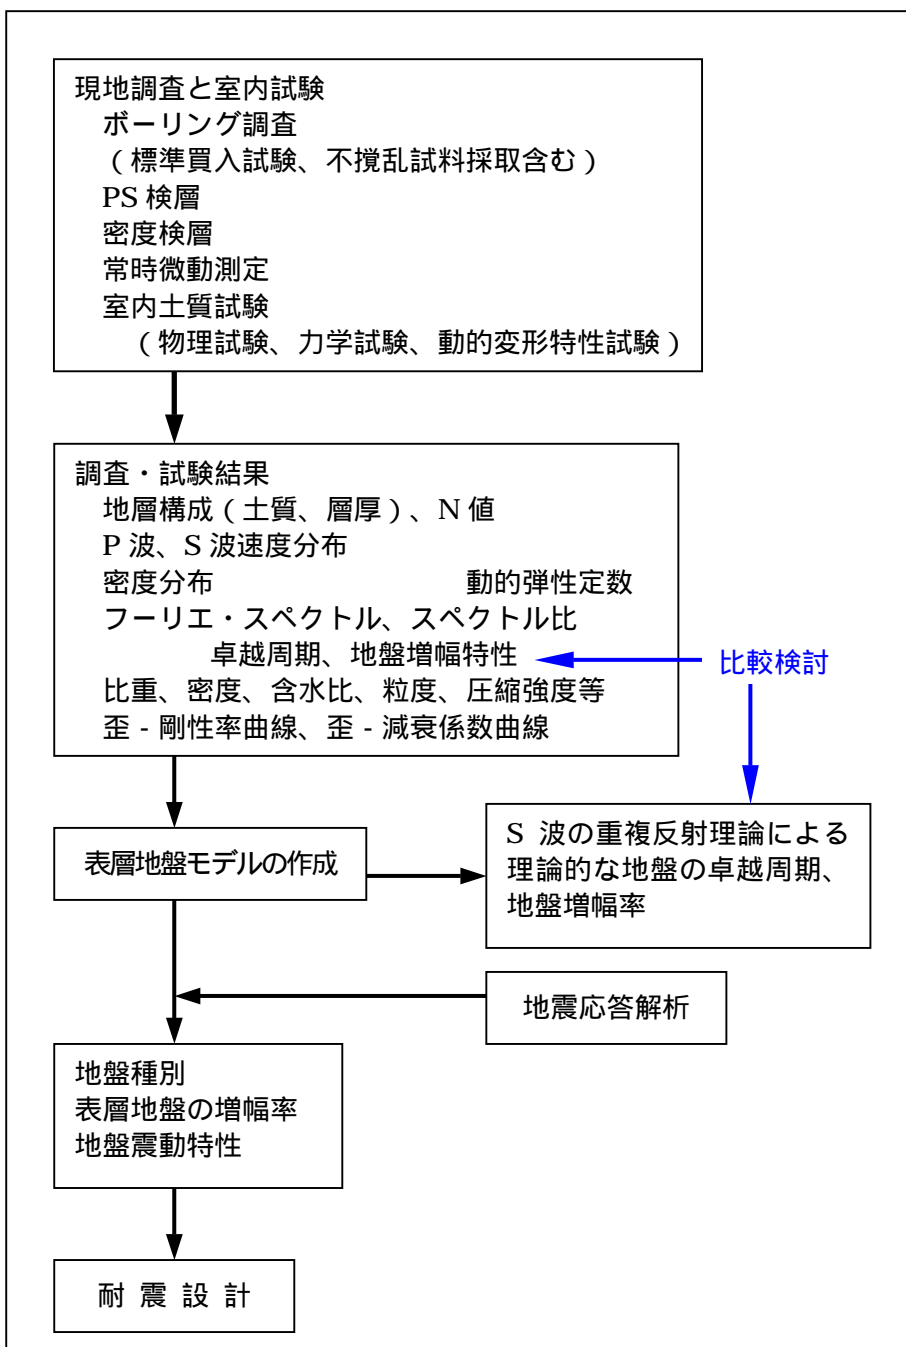 現地調査と室内試験
ボーリング調査
（標準買入試験、不撹乱試料採取含む）
PS 検層
密度検層
常時微動測定
室内土質試験
（物理試験、力学試験、動的変形特性試験）
調査・試験結果
地層構成（土質、層厚）、N 値
P 波、S 波速度分布
密度分布　　　　　　　　　動的弾性定数
フーリエ・スペクトル、スペクトル比
卓越周期、地盤増幅特性
比較検討
比重、密度、含水比、粒度、圧縮強度等
歪 - 剛性率曲線、歪 - 減衰係数曲線
表層地盤モデルの作成
S 波の重複反射理論による
理論的な地盤の卓越周期、
地盤増幅率
地震応答解析
地盤種別
表層地盤の増幅率
地盤震動特性
耐 震 設 計